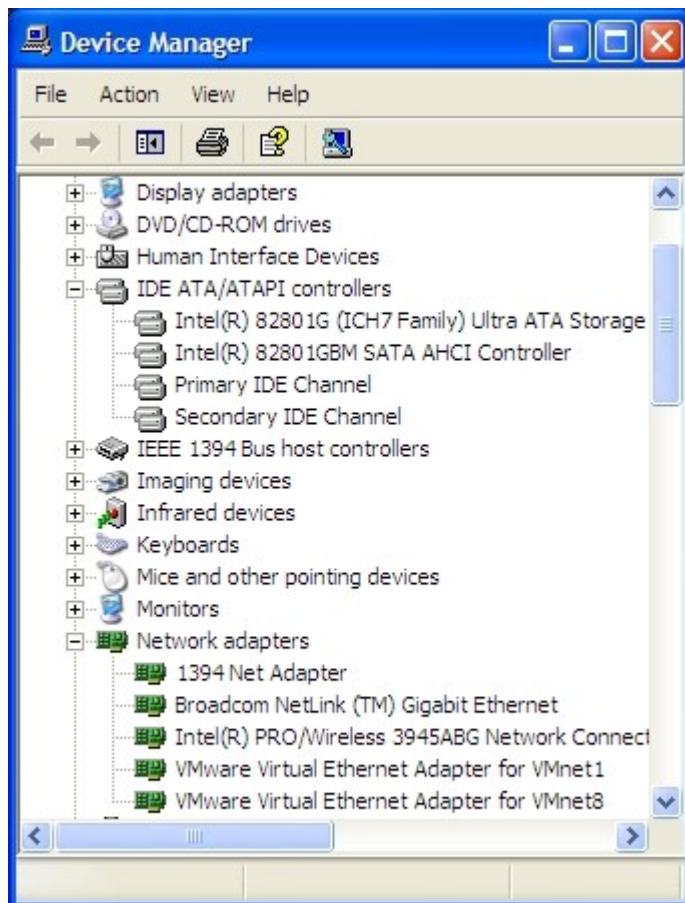 Device Manager
File Action View Help
Display adapters
DVD/CD-ROM drives
Human Interface Devices
IDE ATA/ATAPI controllers
Intel(R) 82801G (ICH7 Family) Ultra ATA Storage
Intel(R) 82801GBM SATA AHCI Controller
Primary IDE Channel
Secondary IDE Channel
IEEE 1394 Bus host controllers
Imaging devices
Infrared devices
Keyboards
Mice and other pointing devices
Monitors
Network adapters
1394 Net Adapter
Broadcom NetLink (TM) Gigabit Ethernet
Intel(R) PRO/Wireless 3945ABG Network Connect
VMware Virtual Ethernet Adapter for VMnet1
VMware Virtual Ethernet Adapter for VMnet8